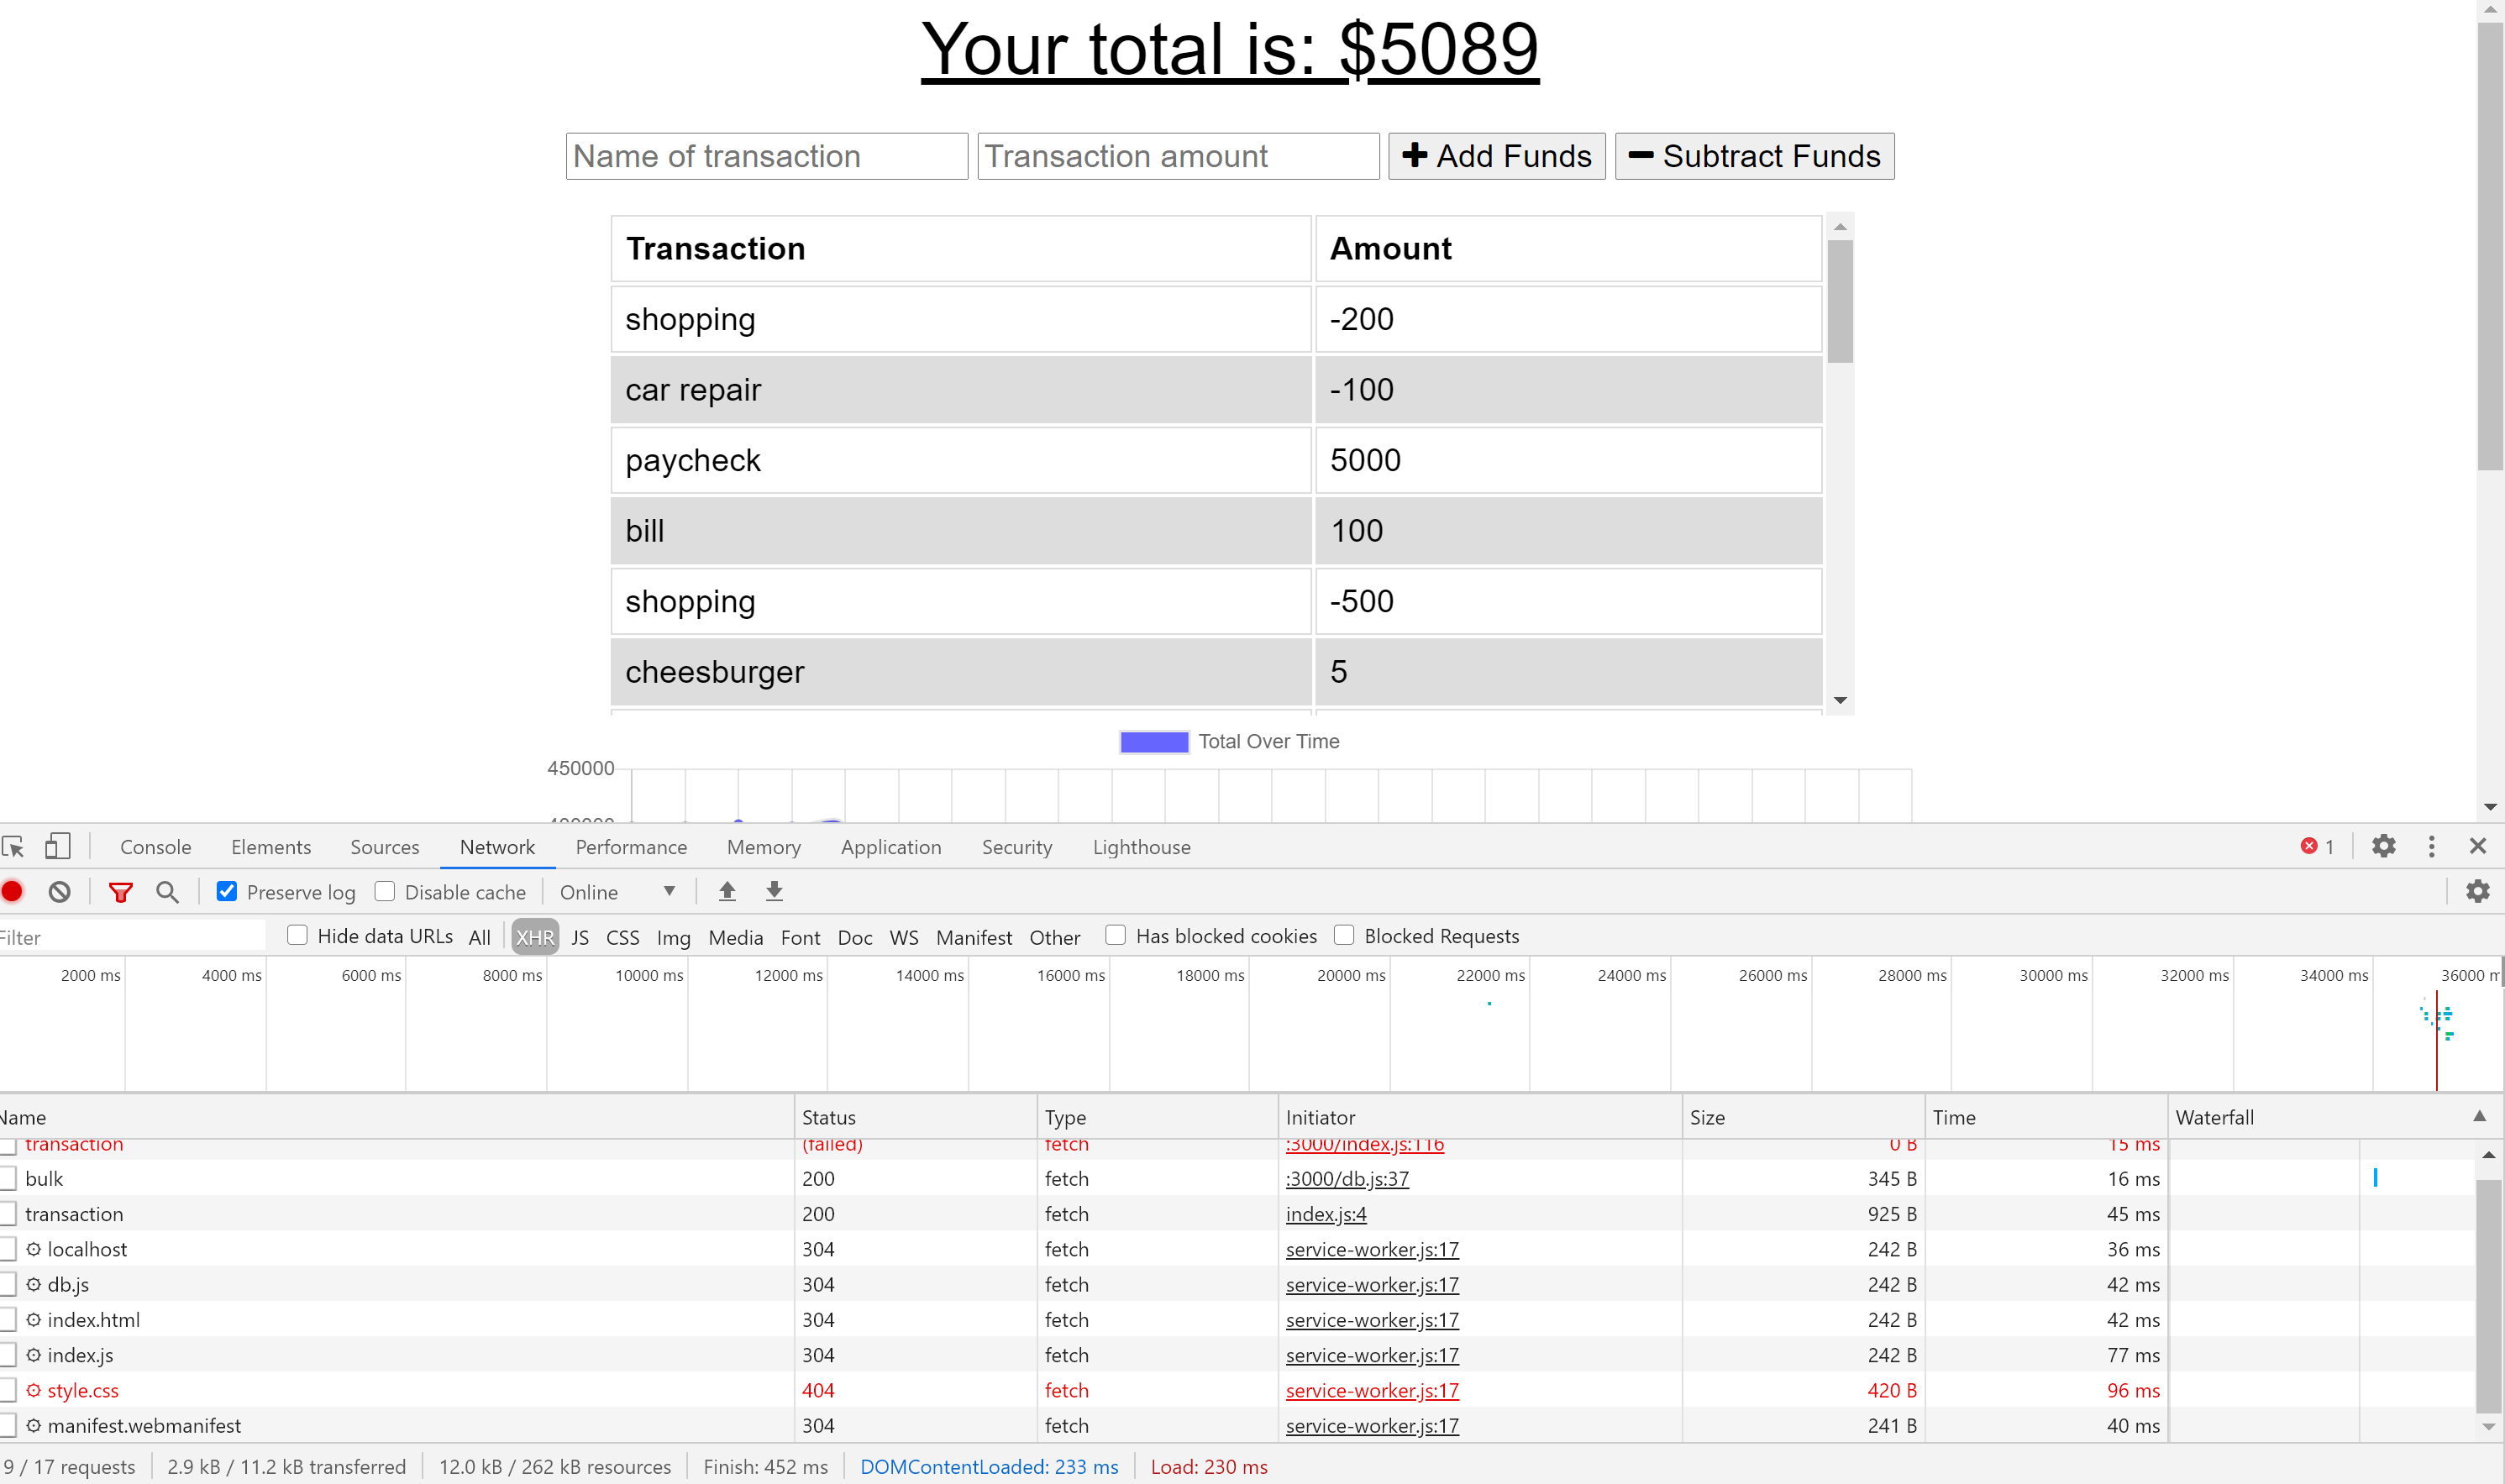 Your total is: $5089
Name of transaction Transaction amount Add Funds Subtract Funds
Transaction Amount
shopping -200
car repair -100
paycheck 5000
bill 100
shopping -500
cheesburger 5
Total Over Time
450000
Console Elements Sources Network Performance Memory Application Security Lighthouse 1
Preserve log Disable cache Online
Filter Hide data URLs All XHR JS CSS Img Media Font Doc WS Manifest Other Has blocked cookies Blocked Requests
2000 ms 4000 ms 6000 ms 8000 ms 10000 ms 12000 ms 14000 ms 16000 ms 18000 ms 20000 ms 22000 ms 24000 ms 26000 ms 28000 ms 30000 ms 32000 ms 34000 ms 36000 m
Name Status Type Initiator Size Time Waterfall
transaction (failed) fetch :3000/index.js:116 0 B 15 ms
bulk 200 fetch :3000/db.js:37 345 B 16 ms
transaction 200 fetch index.js:4 925 B 45 ms
localhost 304 fetch service-worker.js:17 242 B 36 ms
db.js 304 fetch service-worker.js:17 242 B 42 ms
index.html 304 fetch service-worker.js:17 242 B 42 ms
index.js 304 fetch service-worker.js:17 242 B 77 ms
style.css 404 fetch service-worker.js:17 420 B 96 ms
manifest.webmanifest 304 fetch service-worker.js:17 241 B 40 ms
9 / 17 requests 2.9 kB / 11.2 kB transferred 12.0 kB / 262 kB resources Finish: 452 ms DOMContentLoaded: 233 ms Load: 230 ms